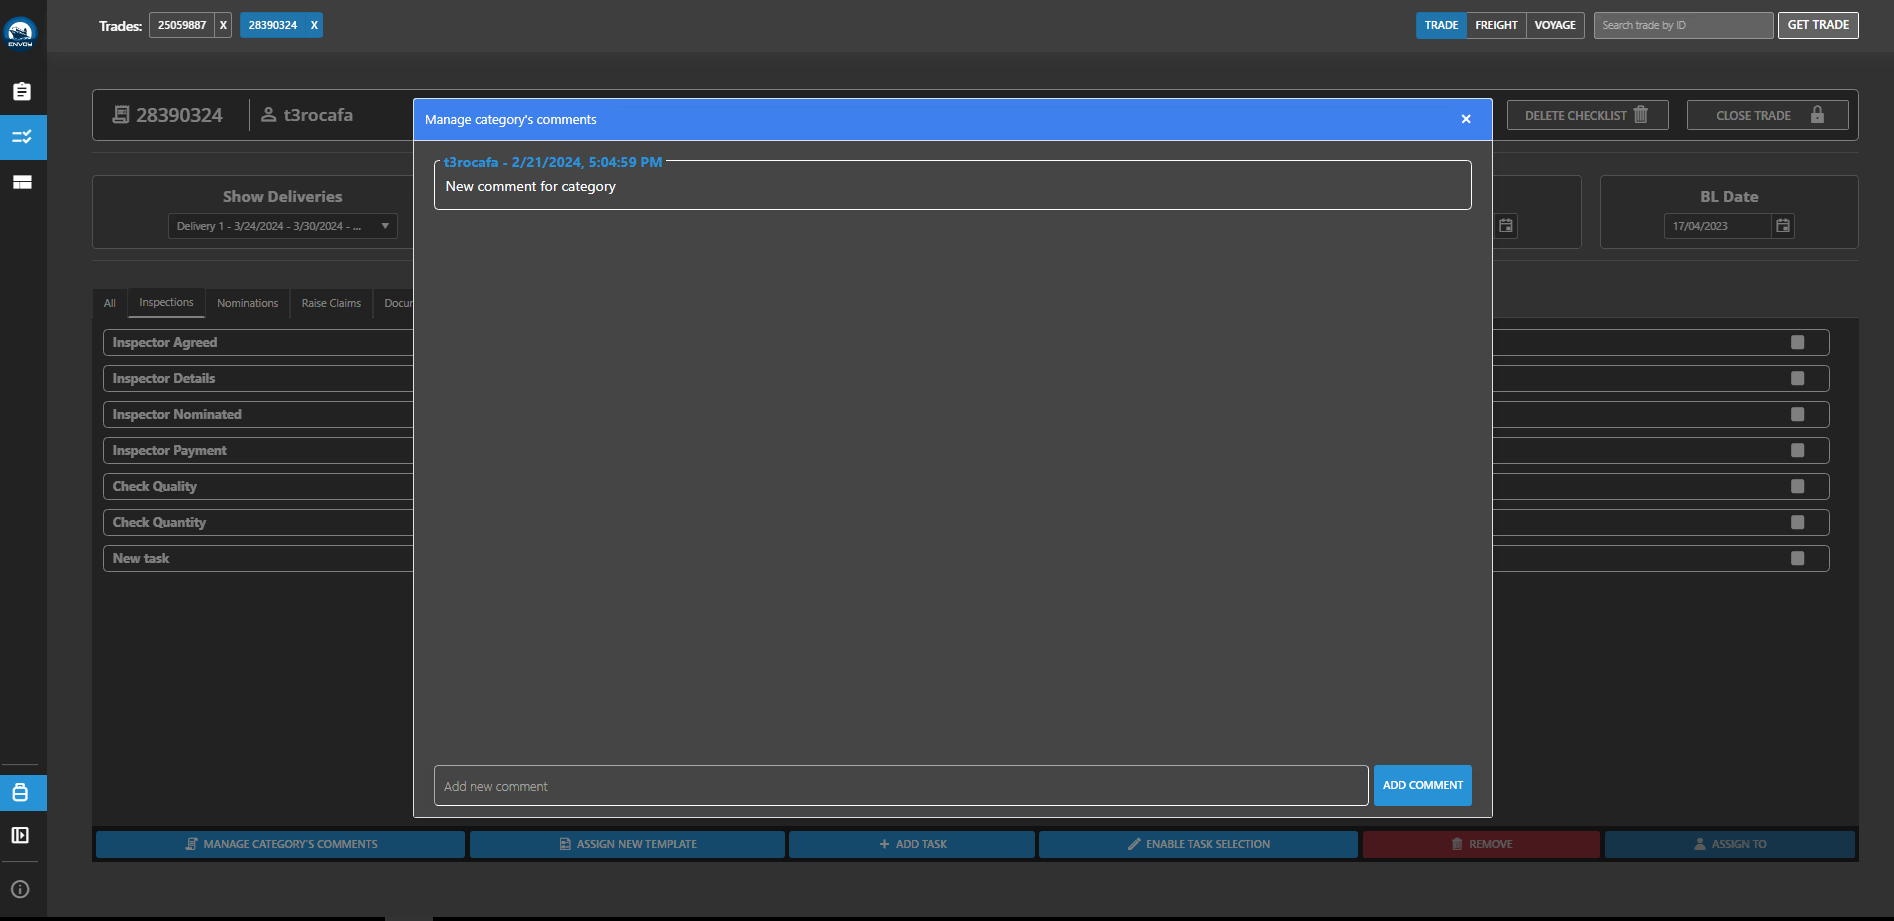 ENVOY
Trades: 25059887 X 28390324 X
TRADE FREIGHT VOYAGE Search trade by ID GET TRADE
28390324 t3rocafa
DELETE CHECKLIST CLOSE TRADE
Manage category's comments ×
t3rocafa - 2/21/2024, 5:04:59 PM
New comment for category
Show Deliveries
Delivery 1 - 3/24/2024 - 3/30/2024 - ...
BL Date
17/04/2023
All Inspections Nominations Raise Claims Docu
Inspector Agreed
Inspector Details
Inspector Nominated
Inspector Payment
Check Quality
Check Quantity
New task
Add new comment ADD COMMENT
MANAGE CATEGORY'S COMMENTS ASSIGN NEW TEMPLATE + ADD TASK ENABLE TASK SELECTION REMOVE ASSIGN TO